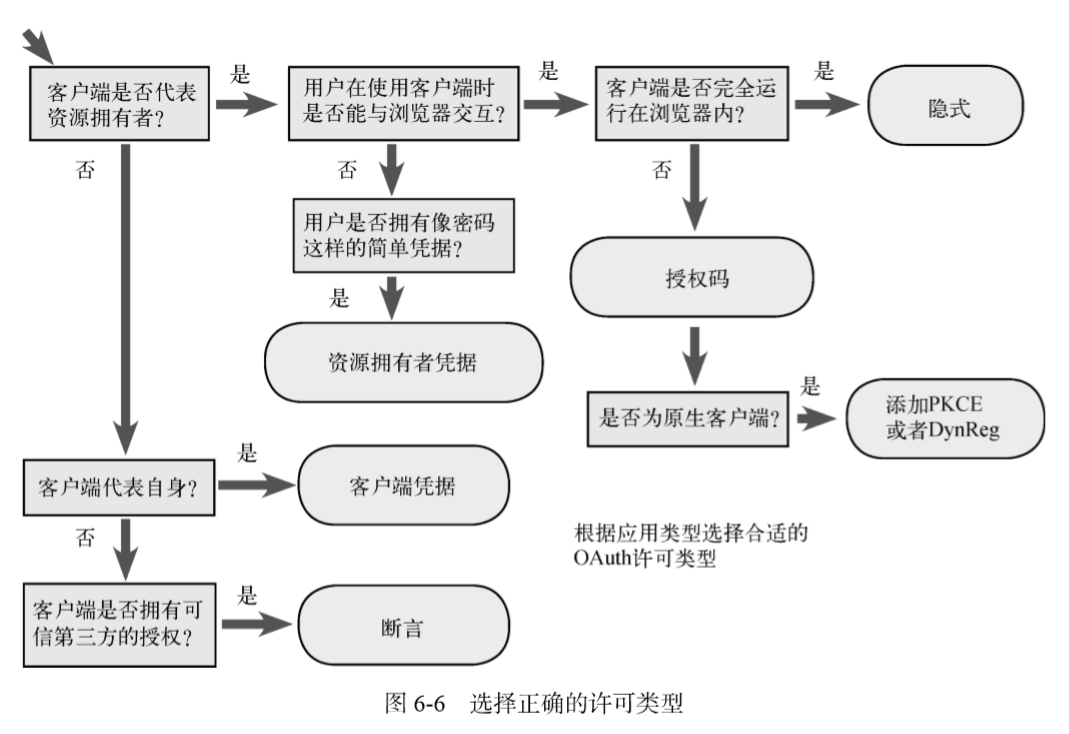 客户端是否代表
资源拥有者?
是
用户在使用客户端时
是否能与浏览器交互?
是
客户端是否完全运
行在浏览器内?
是
隐式
否
否
否
用户是否拥有像密码
这样的简单凭据?
授权码
是
资源拥有者凭据
是否为原生客户端?
是
添加PKCE
或者DynReg
客户端代表自身?
是
客户端凭据
否
根据应用类型选择合适的
OAuth许可类型
客户端是否拥有可
信第三方的授权?
是
断言
图 6-6 选择正确的许可类型